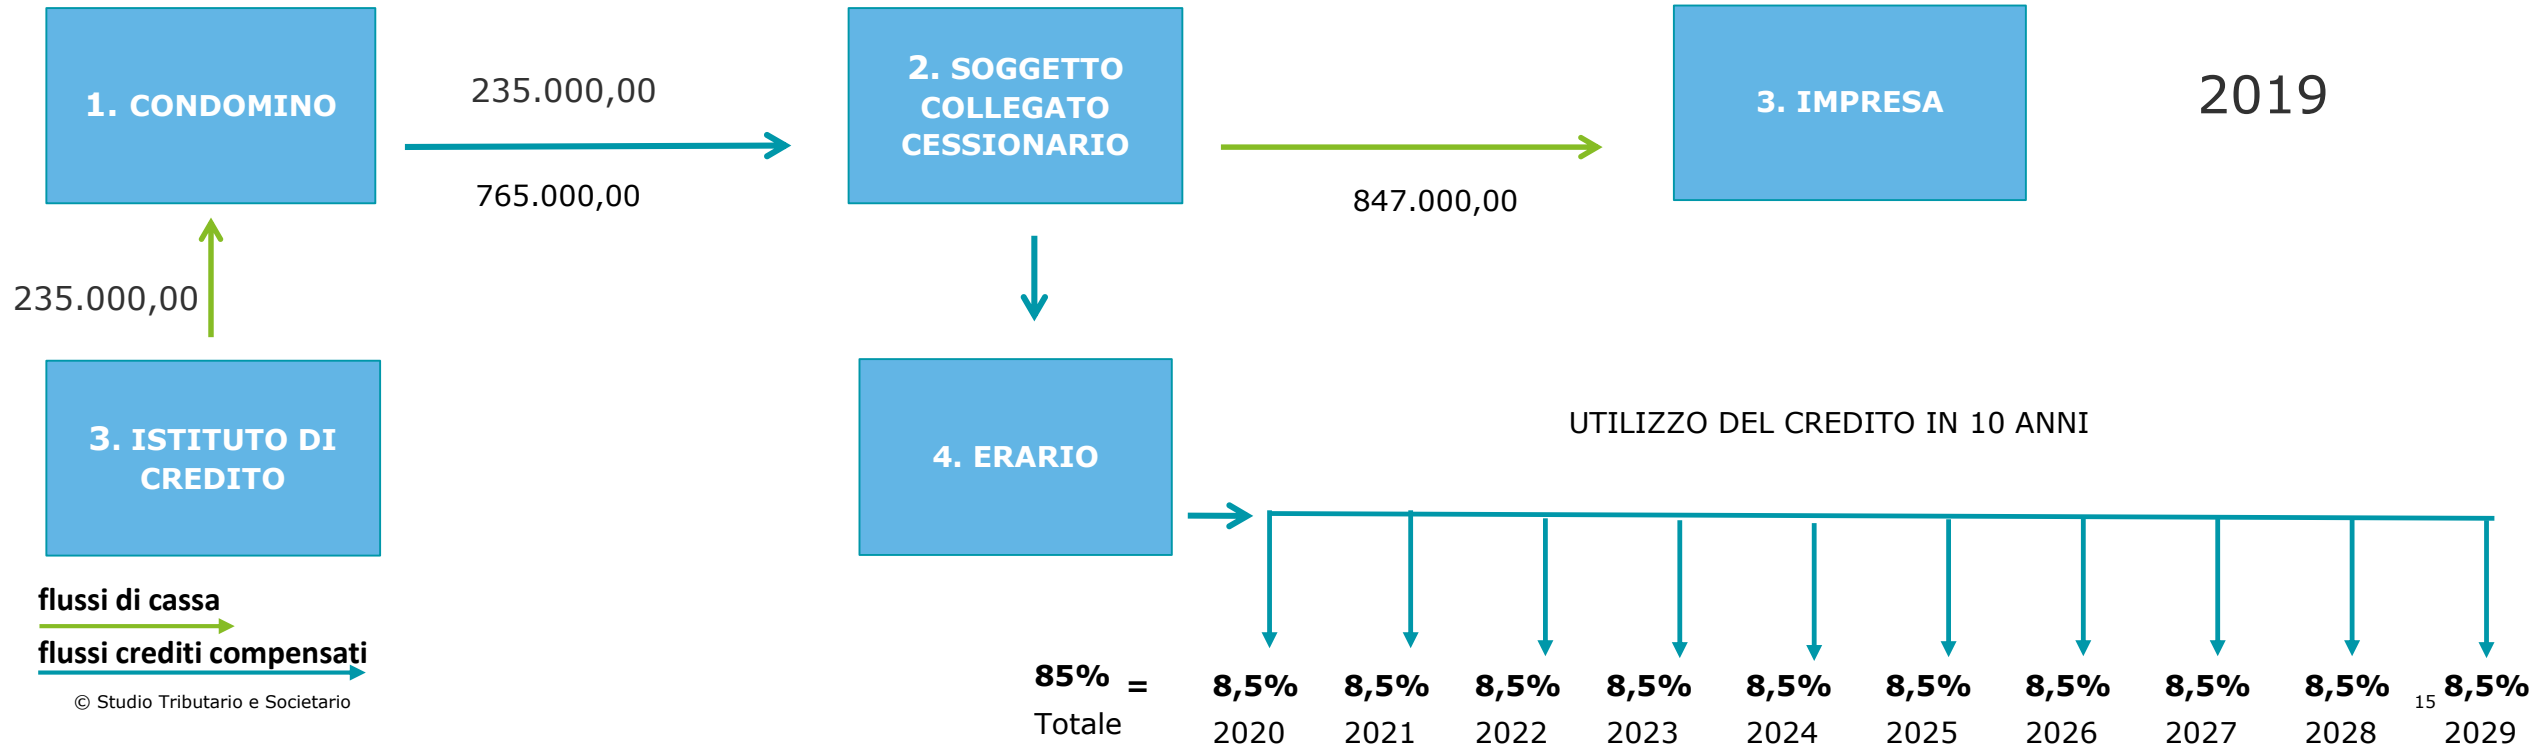 1. CONDOMINO
235.000,00
765.000,00
2. SOGGETTO
COLLEGATO
CESSIONARIO
847.000,00
3. IMPRESA
2019
235.000,00
3. ISTITUTO DI
CREDITO
4. ERARIO
UTILIZZO DEL CREDITO IN 10 ANNI
flussi di cassa
flussi crediti compensati
© Studio Tributario e Societario
85% = 8,5% 8,5% 8,5% 8,5% 8,5% 8,5% 8,5% 8,5% 8,5% 15 8,5%
Totale 2020 2021 2022 2023 2024 2025 2026 2027 2028 2029